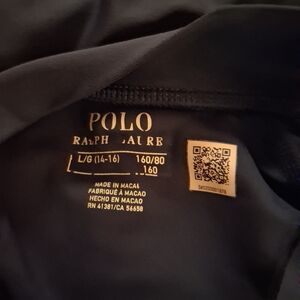 POLO
RALPH LAUREN
L/G (14-16) 160/80
160
MADE IN MACAU
FABRIQUÉ À MACAO
HECHO EN MACAO
RN 41381/CA 56658